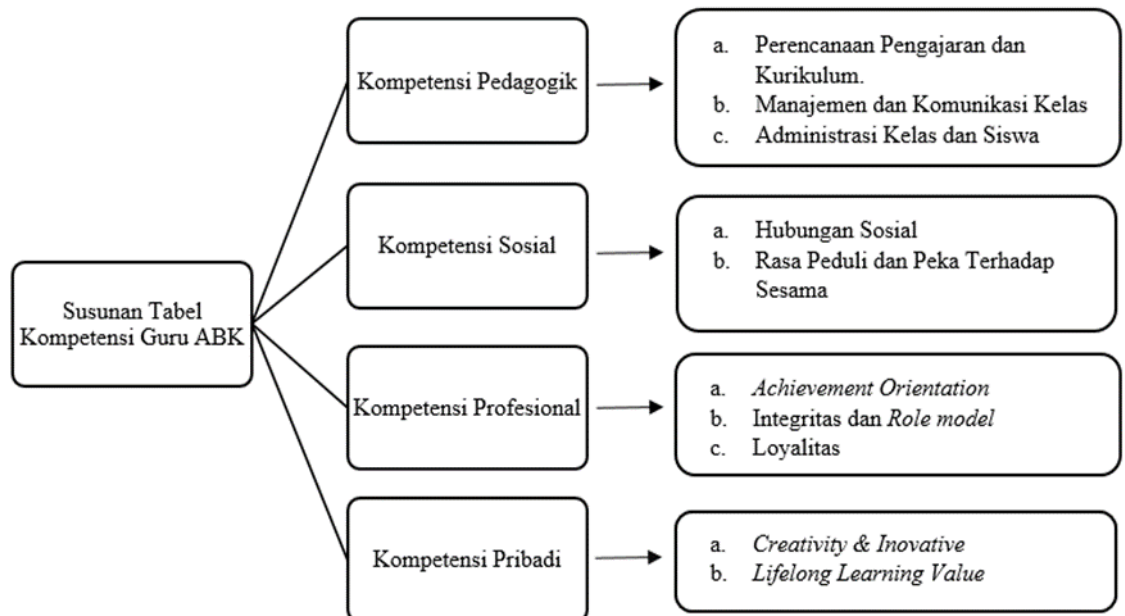 Susunan Tabel
Kompetensi Guru ABK
Kompetensi Pedagogik
a. Perencanaan Pengajaran dan
Kurikulum.
b. Manajemen dan Komunikasi Kelas
c. Administrasi Kelas dan Siswa
Kompetensi Sosial
a. Hubungan Sosial
b. Rasa Peduli dan Peka Terhadap
Sesama
Kompetensi Profesional
a. Achievement Orientation
b. Integritas dan Role model
c. Loyalitas
Kompetensi Pribadi
a. Creativity & Inovative
b. Lifelong Learning Value